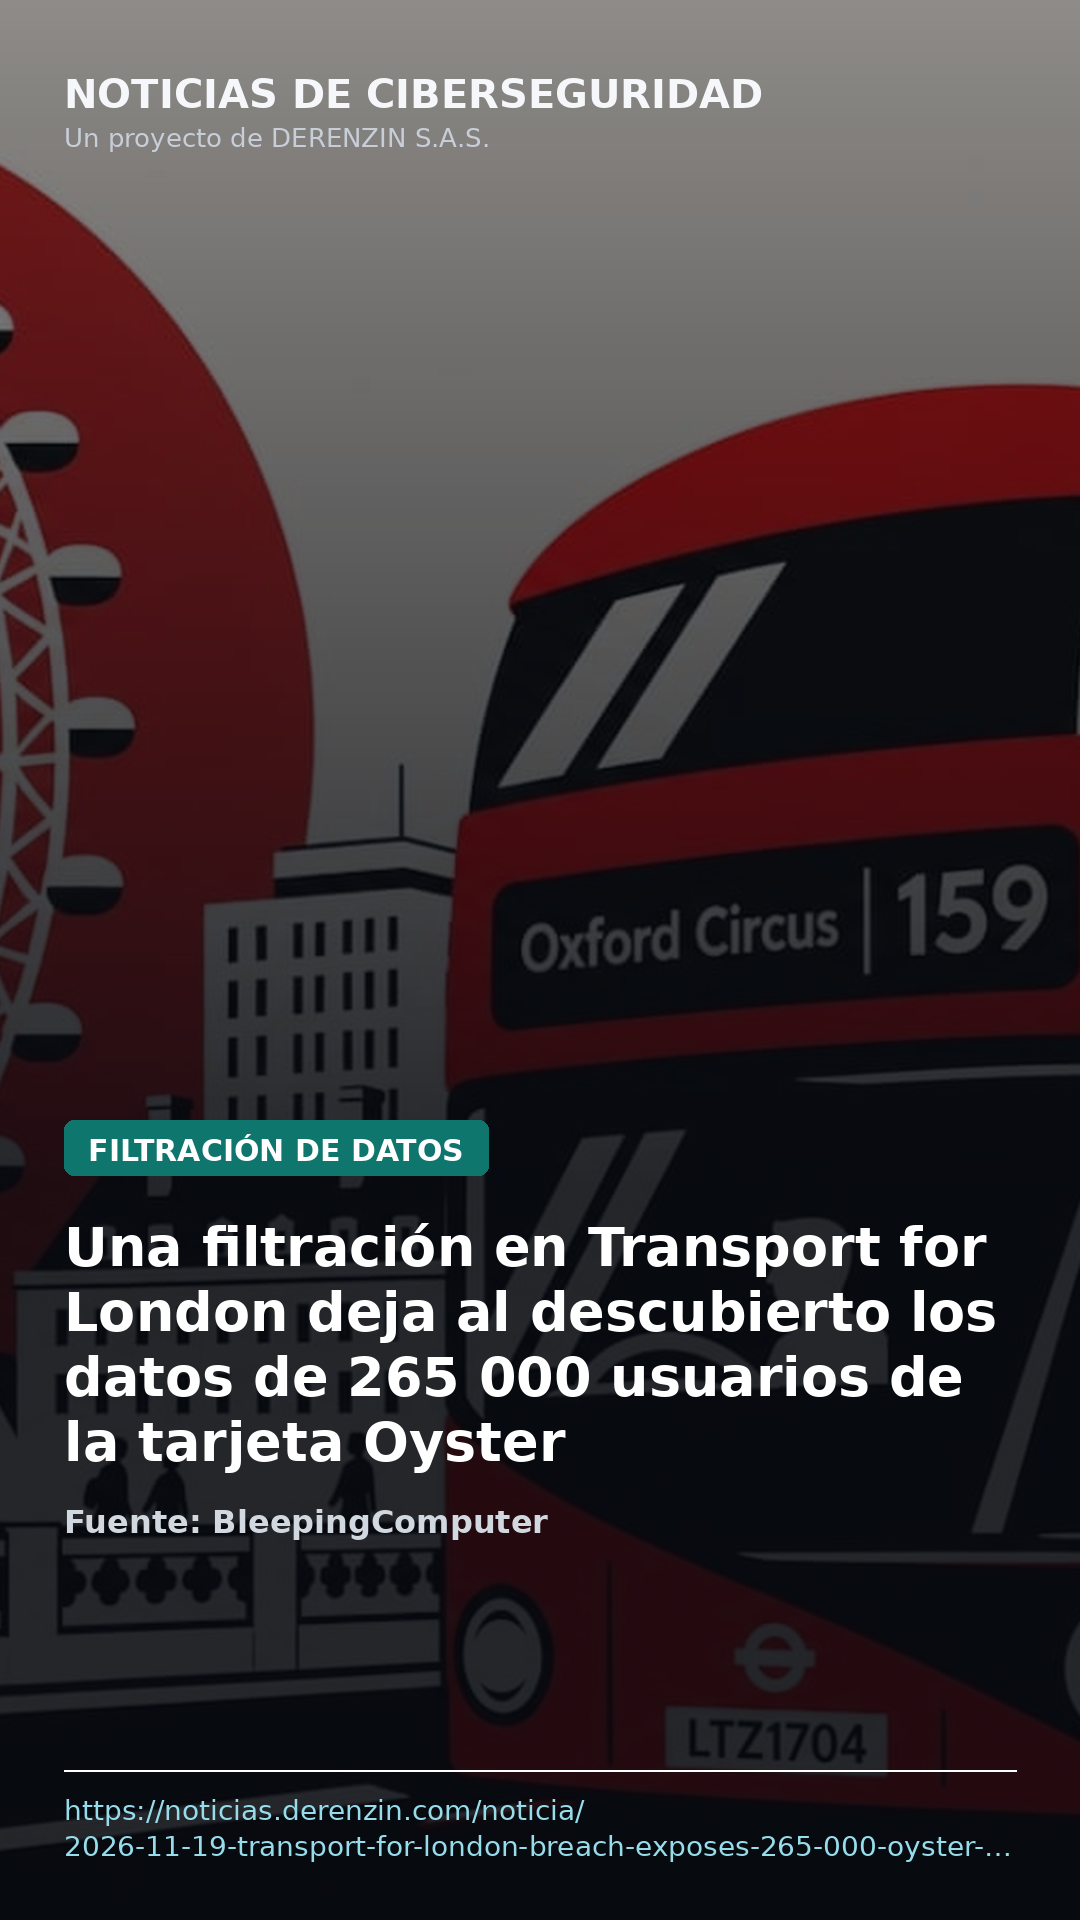 NOTICIAS DE CIBERSEGURIDAD
Un proyecto de DERENZIN S.A.S.
Oxford Circus | 159
FILTRACIÓN DE DATOS
Una filtración en Transport for
London deja al descubierto los
datos de 265 000 usuarios de
la tarjeta Oyster
Fuente: BleepingComputer
LTZ1704
https://noticias.derenzin.com/noticia/
2026-11-19-transport-for-london-breach-exposes-265-000-oyster-…